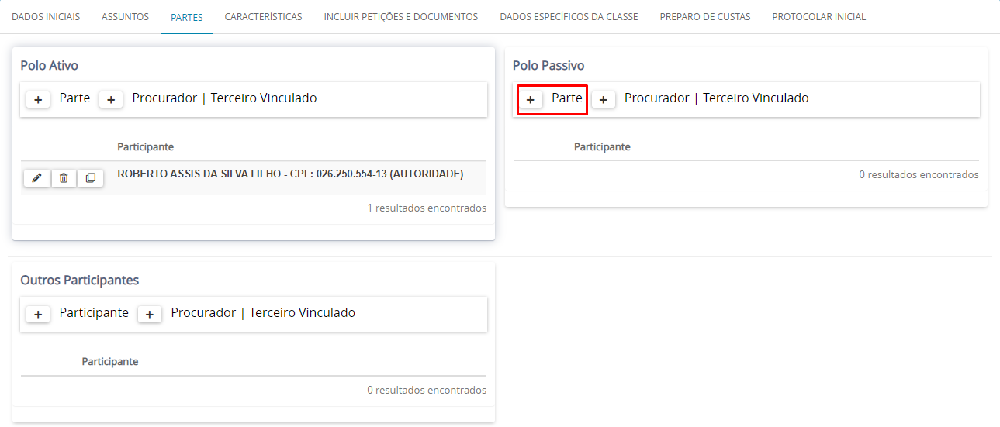 DADOS INICIAIS ASSUNTOS PARTES CARACTERÍSTICAS INCLUIR PETIÇÕES E DOCUMENTOS DADOS ESPECÍFICOS DA CLASSE PREPARO DE CUSTAS PROTOCOLAR INICIAL
Polo Ativo
+ Parte + Procurador | Terceiro Vinculado
Participante
ROBERTO ASSIS DA SILVA FILHO - CPF: 026.250.554-13 (AUTORIDADE)
1 resultados encontrados
Polo Passivo
+ Parte + Procurador | Terceiro Vinculado
Participante
0 resultados encontrados
Outros Participantes
+ Participante + Procurador | Terceiro Vinculado
Participante
0 resultados encontrados